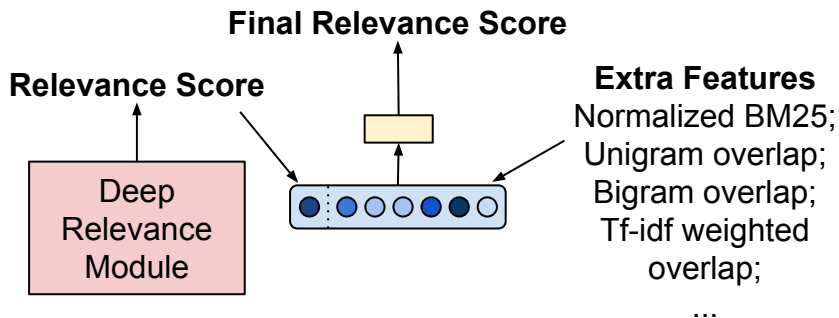 Final Relevance Score
Relevance Score
Deep
Relevance
Module
Extra Features
Normalized BM25;
Unigram overlap;
Bigram overlap;
Tf-idf weighted
overlap;
...